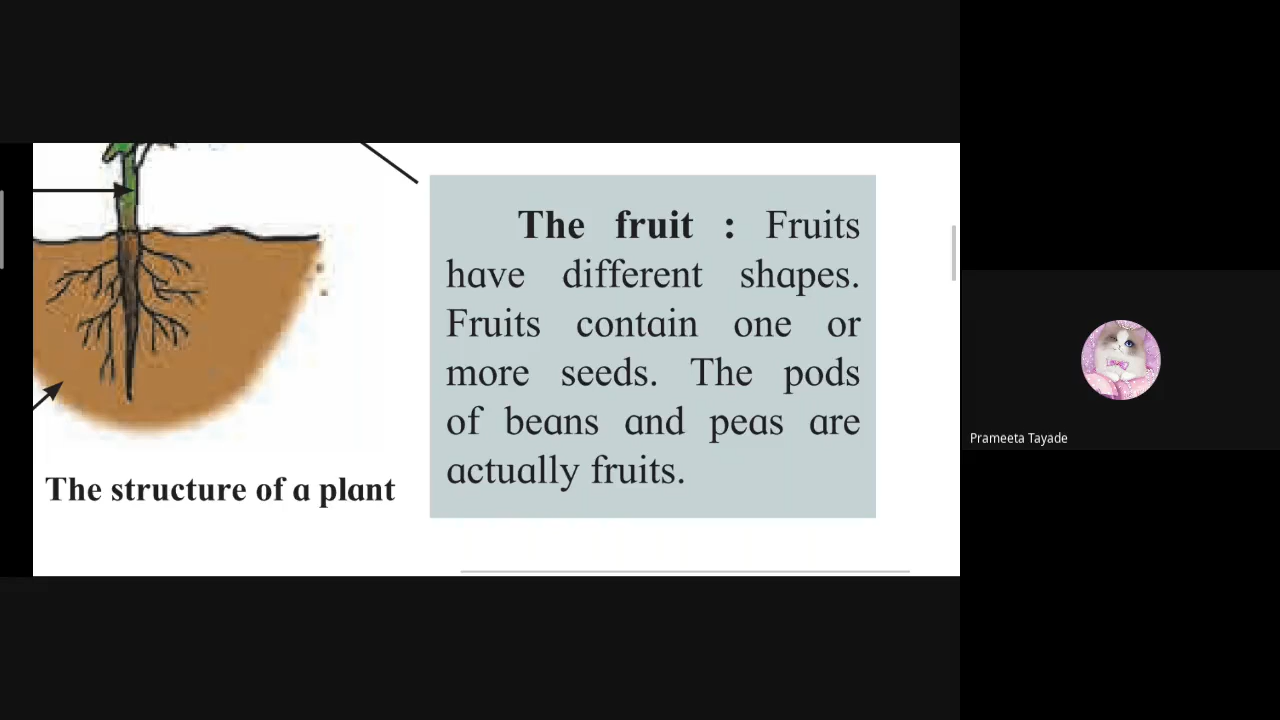 The fruit : Fruits
have different shapes.
Fruits contain one or
more seeds. The pods
of beans and peas are
actually fruits.
The structure of a plant
Prameeta Tayade